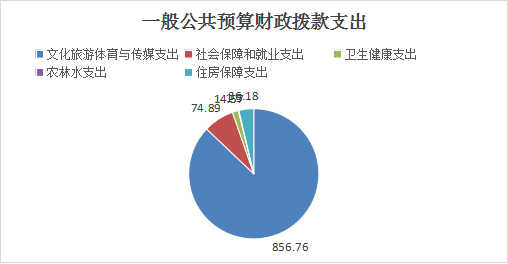 一般公共预算财政拨款支出
文化旅游体育与传媒支出 社会保障和就业支出 卫生健康支出
农林水支出 住房保障支出
74.89
856.76